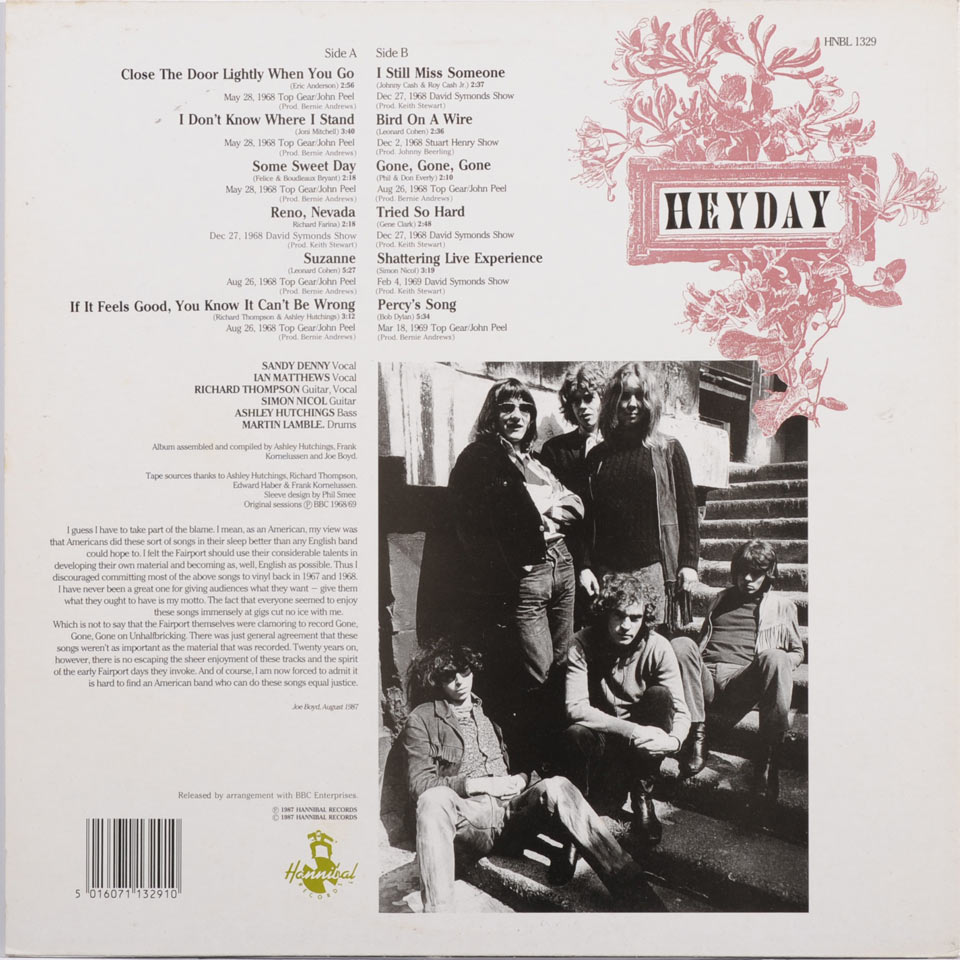 HNBL 1329
HEYDAY
Side A
Close The Door Lightly When You Go
(Eric Anderson) 2:56
May 28, 1968 Top Gear/John Peel
(Prod. Bernie Andrews)
I Don't Know Where I Stand
(Joni Mitchell) 3:40
May 28, 1968 Top Gear/John Peel
(Prod. Bernie Andrews)
Some Sweet Day
(Felice & Boudleaux Bryant) 2:18
May 28, 1968 Top Gear/John Peel
(Prod. Bernie Andrews)
Reno, Nevada
Richard Farina) 2:18
Dec 27, 1968 David Symonds Show
(Prod. Keith Stewart)
Suzanne
(Leonard Cohen) 5:27
Aug 26, 1968 Top Gear/John Peel
(Prod. Bernie Andrews)
If It Feels Good, You Know It Can't Be Wrong
(Richard Thompson & Ashley Hutchings) 3:12
Aug 26, 1968 Top Gear/John Peel
(Prod. Bernie Andrews)
Side B
I Still Miss Someone
(Johnny Cash & Roy Cash Jr.) 2:37
Dec 27, 1968 David Symonds Show
(Prod. Keith Stewart)
Bird On A Wire
(Leonard Cohen) 2:36
Dec 2, 1968 Stuart Henry Show
(Prod. Johnny Beerling)
Gone, Gone, Gone
(Phil & Don Everly) 2:10
Aug 26, 1968 Top Gear/John Peel
(Prod. Bernie Andrews)
Tried So Hard
(Gene Clark) 2:48
Dec 27, 1968 David Symonds Show
(Prod. Keith Stewart)
Shattering Live Experience
(Simon Nicol) 3:19
Feb 4, 1969 David Symonds Show
(Prod. Keith Stewart)
Percy's Song
(Bob Dylan) 5:34
Mar 18, 1969 Top Gear/John Peel
(Prod. Bernie Andrews)
SANDY DENNY Vocal
IAN MATTHEWS Vocal
RICHARD THOMPSON Guitar, Vocal
SIMON NICOL Guitar
ASHLEY HUTCHINGS Bass
MARTIN LAMBLE. Drums
Album assembled and compiled by Ashley Hutchings, Frank
Kornelussen and Joe Boyd.
Tape sources thanks to Ashley Hutchings, Richard Thompson,
Edward Haber & Frank Kornelussen.
Sleeve design by Phil Smee
Original sessions ℗ BBC 1968/69
I guess I have to take part of the blame. I mean, as an American, my view was
that Americans did these sort of songs in their sleep better than any English band
could hope to. I felt the Fairport should use their considerable talents in
developing their own material and becoming as, well, English as possible. Thus I
discouraged committing most of the above songs to vinyl back in 1967 and 1968.
I have never been a great one for giving audiences what they want — give them
what they ought to have is my motto. The fact that everyone seemed to enjoy
these songs immensely at gigs cut no ice with me.
Which is not to say that the Fairport themselves were clamoring to record Gone,
Gone, Gone on Unhalfbricking. There was just general agreement that these
songs weren't as important as the material that was recorded. Twenty years on,
however, there is no escaping the sheer enjoyment of these tracks and the spirit
of the early Fairport days they invoke. And of course, I am now forced to admit it
is hard to find an American band who can do these songs equal justice.
Joe Boyd, August 1987
Released by arrangement with BBC Enterprises.
℗ 1987 HANNIBAL RECORDS
© 1987 HANNIBAL RECORDS
Hannibal
RECORDS
5 016071 132910